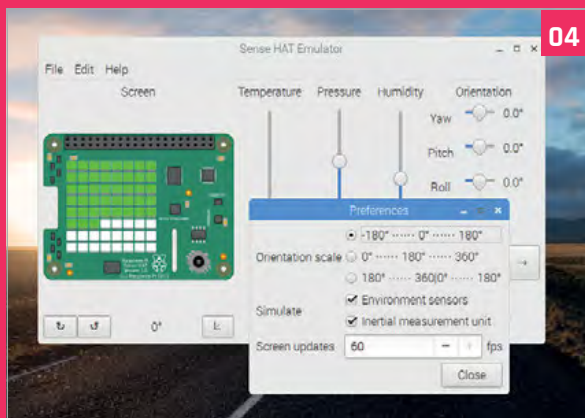 04
Sense HAT Emulator
File Edit Help
Screen
Temperature Pressure Humidity Orientation
Yaw 0.0°
Pitch 0.0°
Roll 0.0°
Preferences
Orientation scale
-180° ······ 0° ······ 180°
0° ······ 180° ······ 360°
180° ······ 360|0° ······ 180°
Simulate
Environment sensors
Inertial measurement unit
Screen updates 60 - + fps
Close
0°